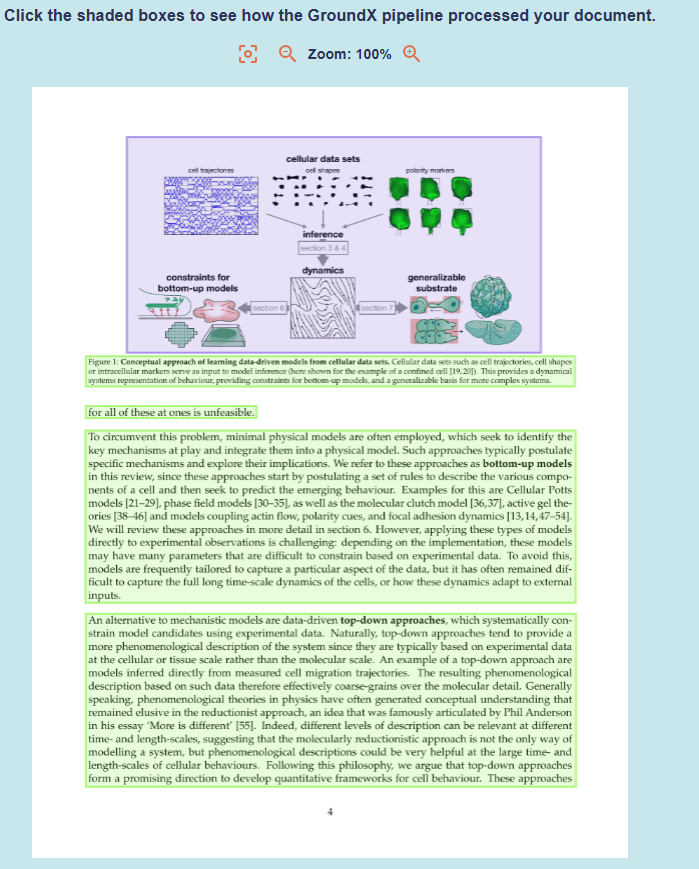 Click the shaded boxes to see how the GroundX pipeline processed your document.
Zoom: 100%
cellular data sets
cell trajectories
cell shapes
polarity markers
inference
section 3 & 4
dynamics
constraints for
bottom-up models
generalizable
substrate
section 6
section 7
Figure 1: Conceptual approach of learning data-driven models from cellular data sets. Cellular data sets such as cell trajectories, cell shapes
or intracellular markers serve as input to model inference (here shown for the example of a confined cell [19,20]). This provides a dynamical
systems representation of behaviour, providing constraints for bottom-up models, and a generalizable basis for more complex systems.
for all of these at ones is unfeasible.
To circumvent this problem, minimal physical models are often employed, which seek to identify the
key mechanisms at play and integrate them into a physical model. Such approaches typically postulate
specific mechanisms and explore their implications. We refer to these approaches as bottom-up models
in this review, since these approaches start by postulating a set of rules to describe the various compo-
nents of a cell and then seek to predict the emerging behaviour. Examples for this are Cellular Potts
models [21–29], phase field models [30–35], as well as the molecular clutch model [36,37], active gel the-
ories [38–46] and models coupling actin flow, polarity cues, and focal adhesion dynamics [13,14,47–54].
We will review these approaches in more detail in section 6. However, applying these types of models
directly to experimental observations is challenging: depending on the implementation, these models
may have many parameters that are difficult to constrain based on experimental data. To avoid this,
models are frequently tailored to capture a particular aspect of the data, but it has often remained dif-
ficult to capture the full long time-scale dynamics of the cells, or how these dynamics adapt to external
inputs.
An alternative to mechanistic models are data-driven top-down approaches, which systematically con-
strain model candidates using experimental data. Naturally, top-down approaches tend to provide a
more phenomenological description of the system since they are typically based on experimental data
at the cellular or tissue scale rather than the molecular scale. An example of a top-down approach are
models inferred directly from measured cell migration trajectories. The resulting phenomenological
description based on such data therefore effectively coarse-grains over the molecular detail. Generally
speaking, phenomenological theories in physics have often generated conceptual understanding that
remained elusive in the reductionist approach, an idea that was famously articulated by Phil Anderson
in his essay 'More is different' [55]. Indeed, different levels of description can be relevant at different
time- and length-scales, suggesting that the molecularly reductionistic approach is not the only way of
modelling a system, but phenomenological descriptions could be very helpful at the large time- and
length-scales of cellular behaviours. Following this philosophy, we argue that top-down approaches
form a promising direction to develop quantitative frameworks for cell behaviour. These approaches
4